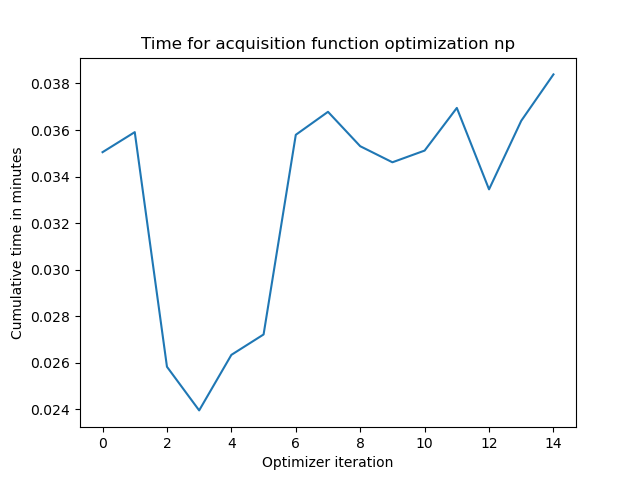 Time for acquisition function optimization np
Cumulative time in minutes
0.038
0.036
0.034
0.032
0.030
0.028
0.026
0.024
0 2 4 6 8 10 12 14
Optimizer iteration